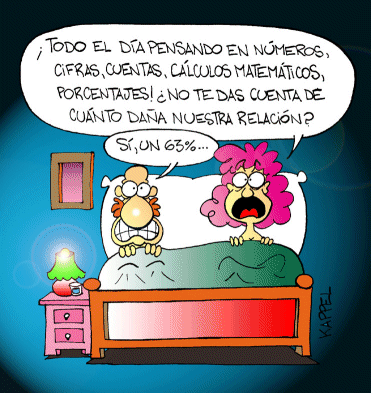 ¡TODO EL DÍA PENSANDO EN NÚMEROS,
CIFRAS, CUENTAS, CÁLCULOS MATEMÁTICOS,
PORCENTAJES! ¿NO TE DAS CUENTA DE
CUÁNTO DAÑA NUESTRA RELACIÓN?
SÍ, UN 63%...
KAPPEL